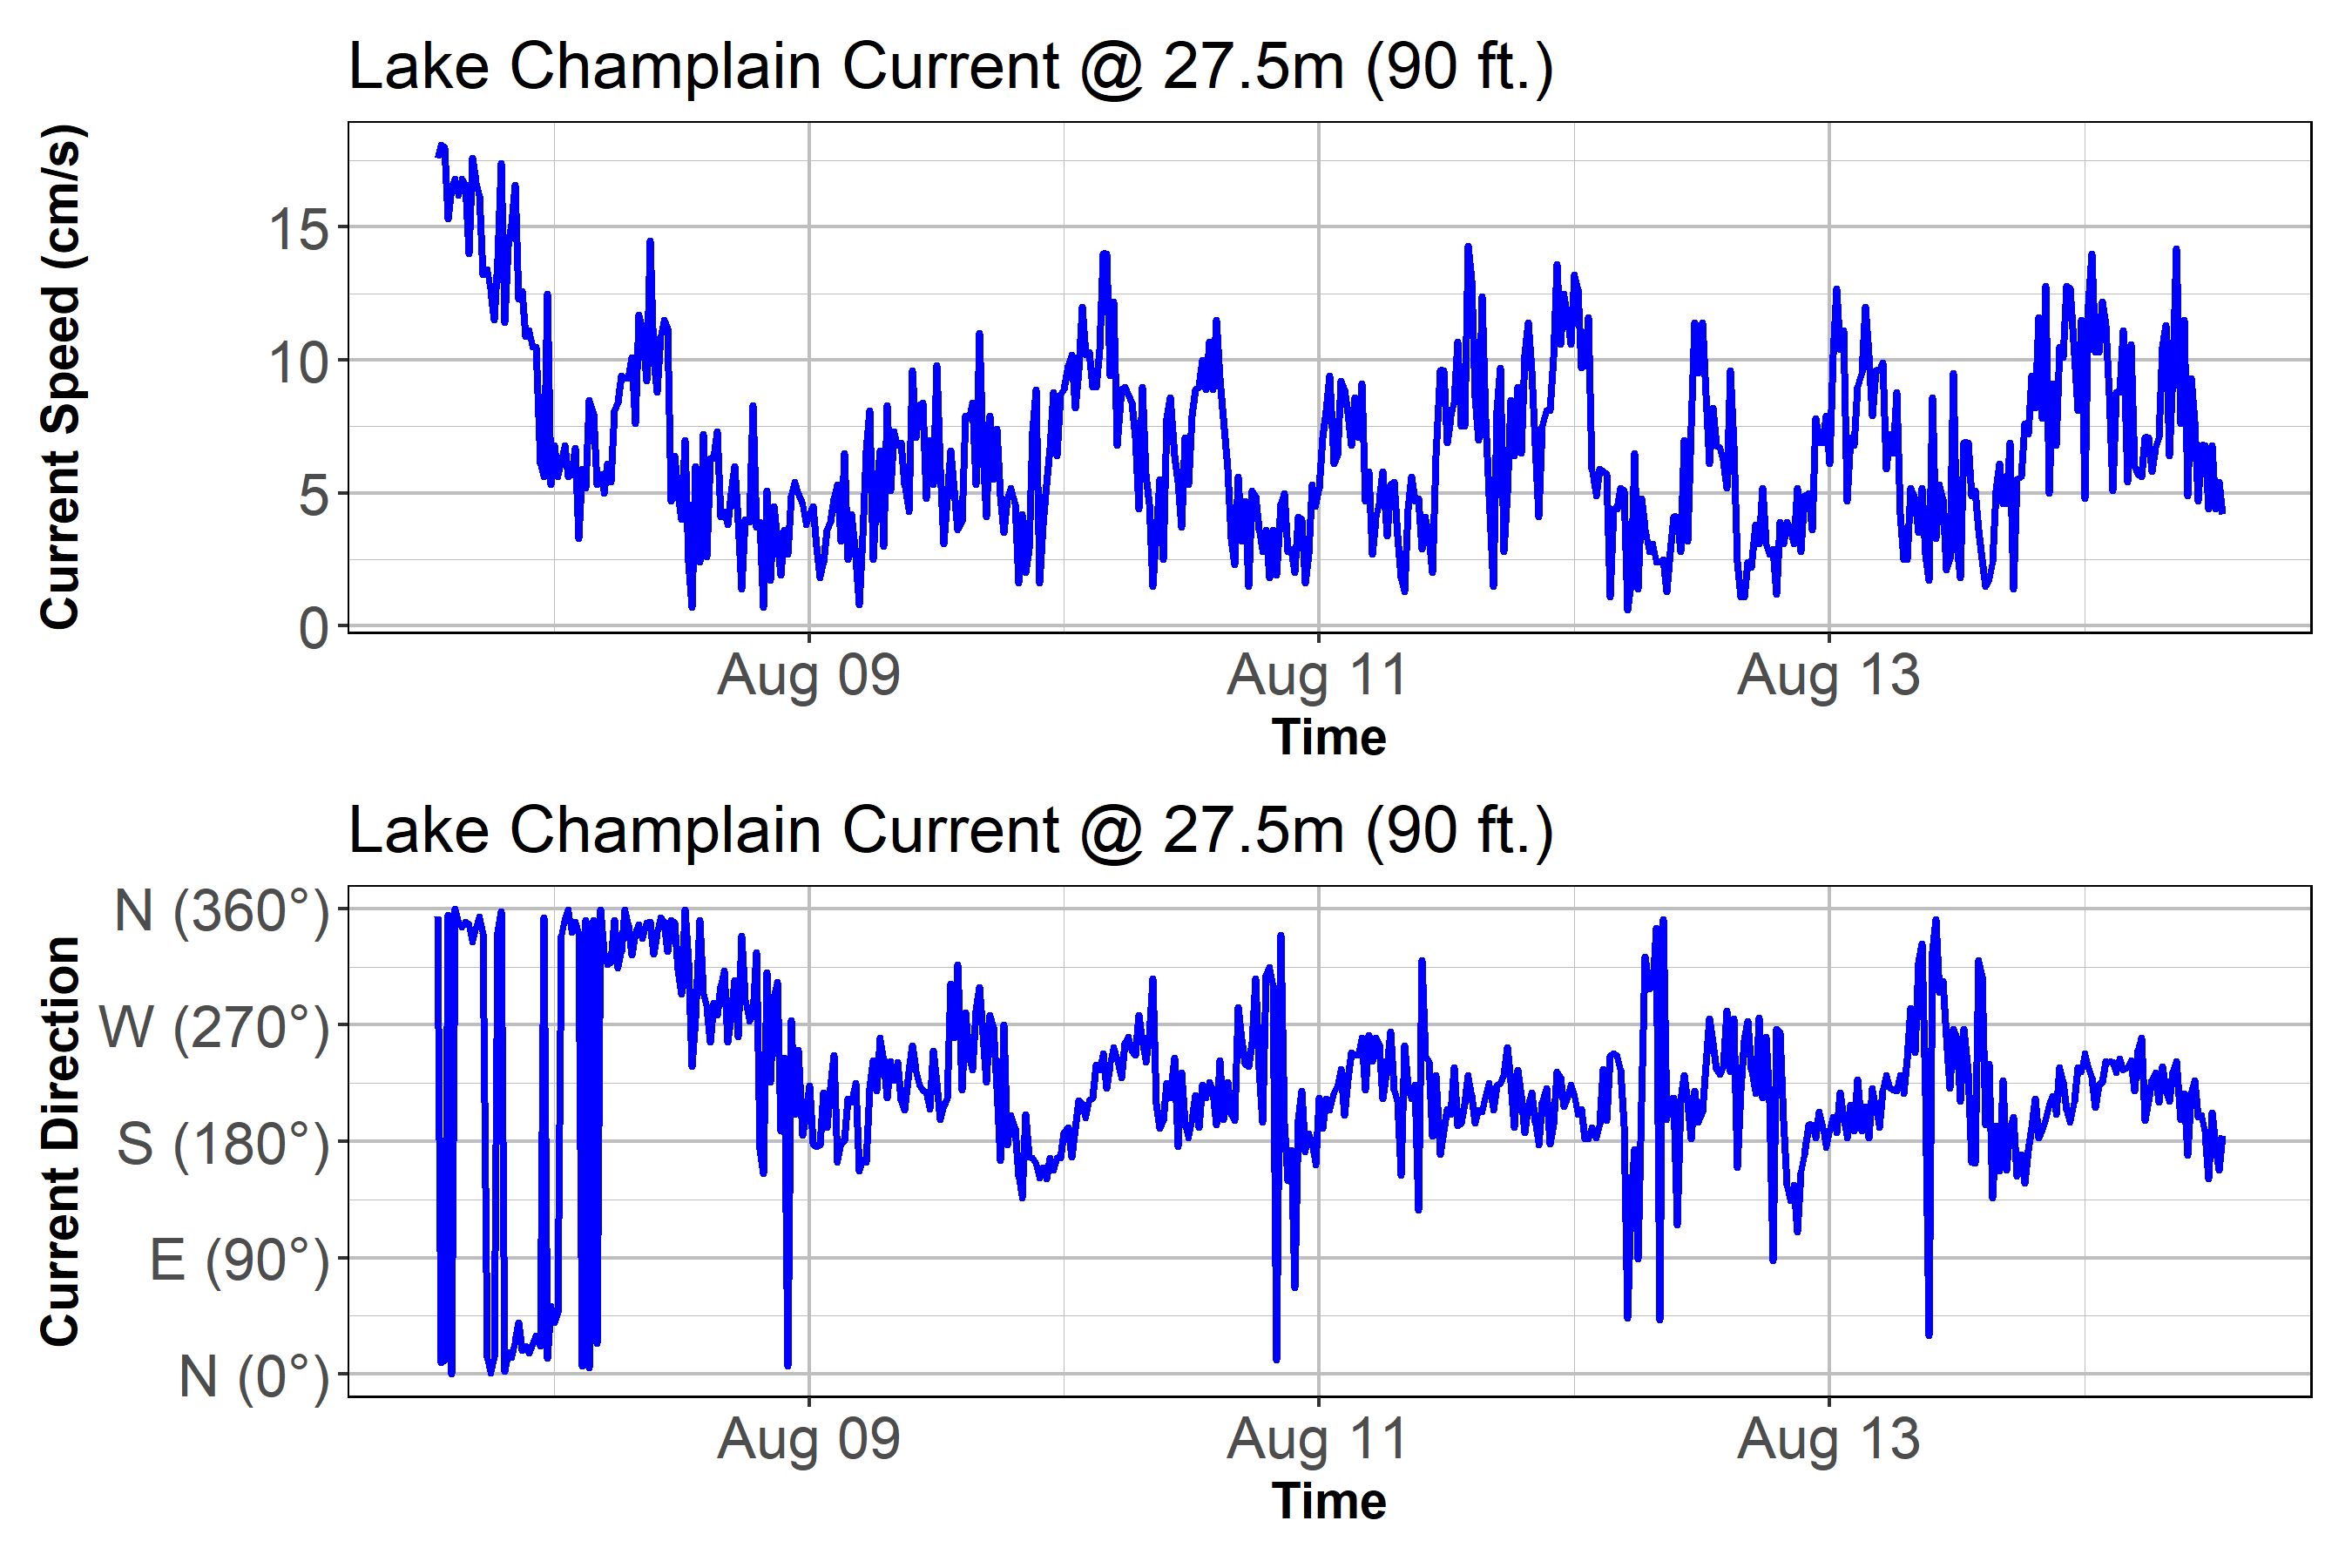 Lake Champlain Current @ 27.5m (90 ft.)
Current Speed (cm/s)
15
10
5
0
Aug 09 Aug 11 Aug 13
Time
Lake Champlain Current @ 27.5m (90 ft.)
Current Direction
N (360°)
W (270°)
S (180°)
E (90°)
N (0°)
Aug 09 Aug 11 Aug 13
Time